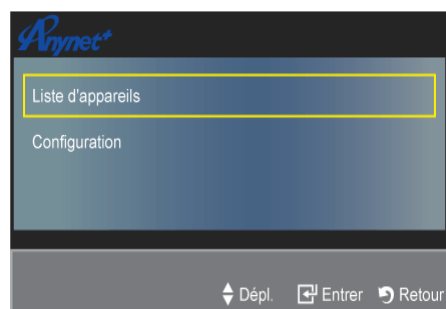 Anynet+
Liste d'appareils
Configuration
Dépl. Entrer Retour